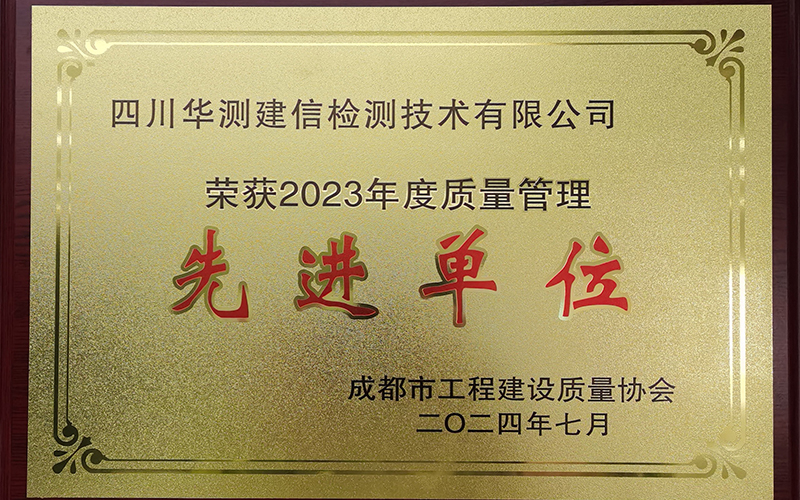 四川华测建信检测技术有限公司
荣获2023年度质量管理
先进单位
成都市工程建设质量协会
二〇二四年七月